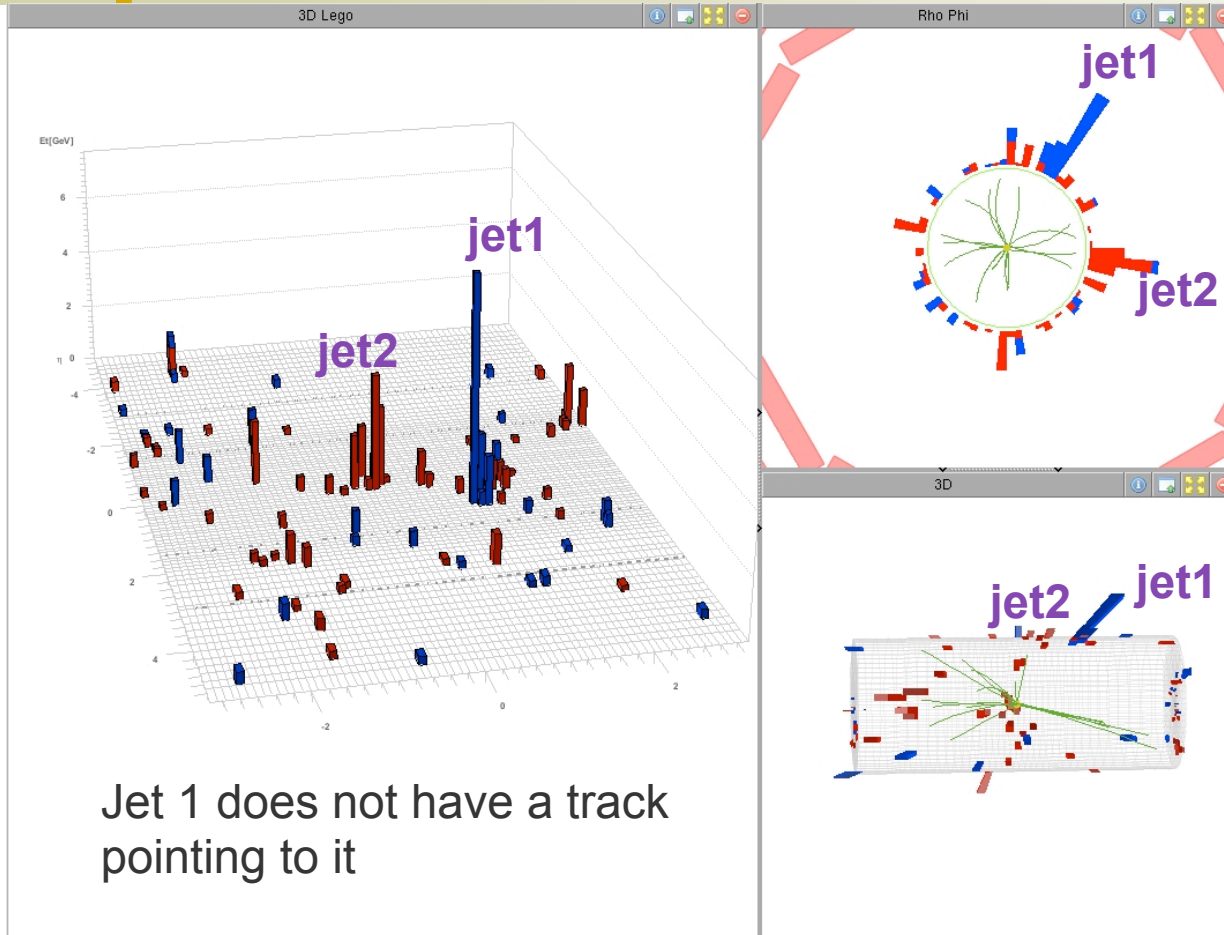 3D Lego
Et[GeV]
6
4
2
η 0
-4
-2
0
2
4
-2
0
2
jet1
jet2
Jet 1 does not have a track
pointing to it
Rho Phi
jet1
jet2
3D
jet2
jet1